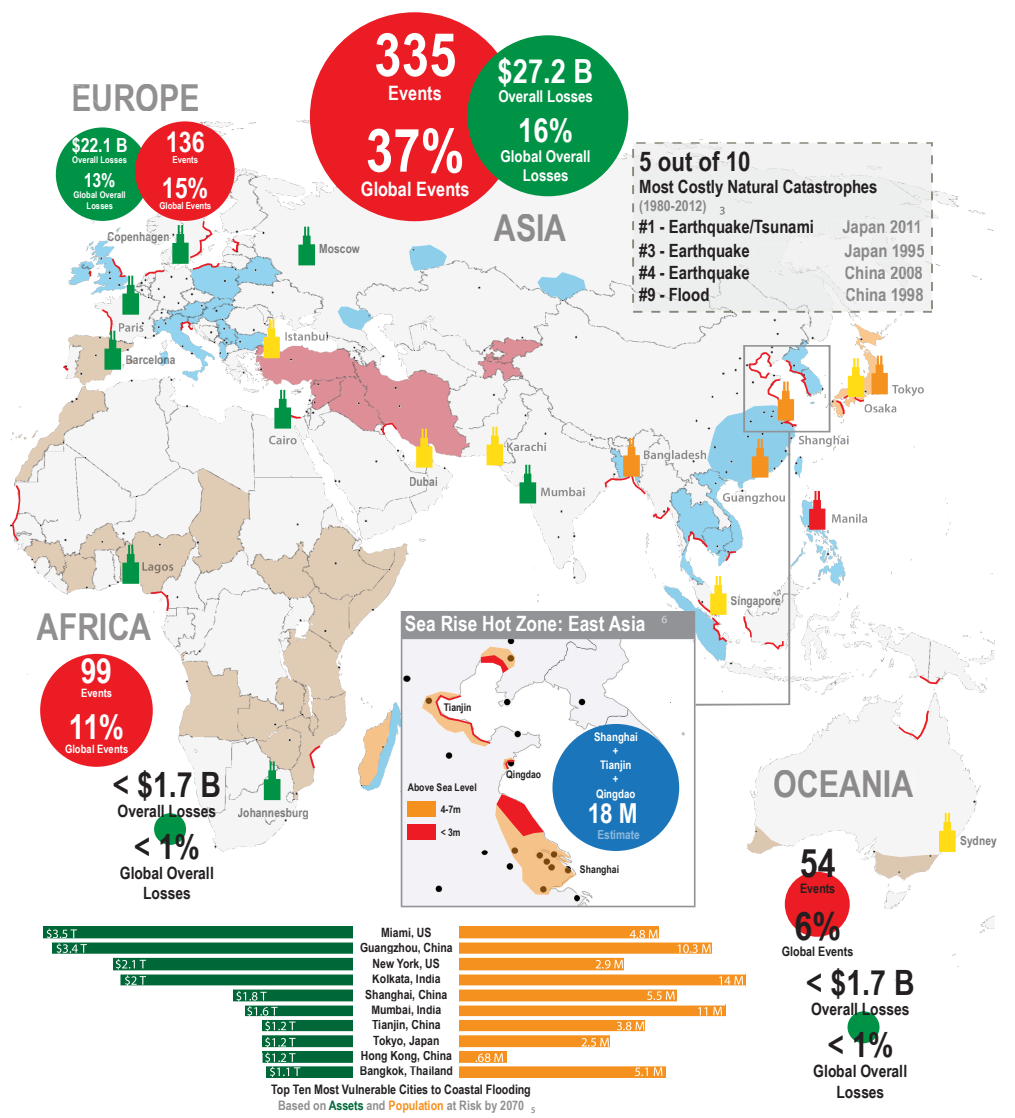 335
Events
37%
Global Events
$27.2 B
Overall Losses
16%
Global Overall
Losses
EUROPE
$22.1 B
Overall Losses
13%
Global Overall
Losses
136
Events
15%
Global Events
ASIA
5 out of 10
Most Costly Natural Catastrophes
(1980-2012) 3
#1 - Earthquake/Tsunami Japan 2011
#3 - Earthquake Japan 1995
#4 - Earthquake China 2008
#9 - Flood China 1998
Copenhagen
Moscow
Paris
Istanbul
Barcelona
Tokyo
Osaka
Cairo
Shanghai
Karachi
Bangladesh
Dubai
Mumbai
Guangzhou
Manila
Lagos
Singapore
AFRICA
99
Events
11%
Global Events
< $1.7 B
Overall Losses
< 1%
Global Overall
Losses
Johannesburg
Sea Rise Hot Zone: East Asia 6
Tianjin
Qingdao
Above Sea Level
4-7m
< 3m
Shanghai
+
Tianjin
+
Qingdao
18 M
Estimate
Shanghai
OCEANIA
Sydney
54
Events
6%
Global Events
< $1.7 B
Overall Losses
< 1%
Global Overall
Losses
$3.5 T Miami, US 4.8 M
$3.4 T Guangzhou, China 10.3 M
$2.1 T New York, US 2.9 M
$2 T Kolkata, India 14 M
$1.8 T Shanghai, China 5.5 M
$1.6 T Mumbai, India 11 M
$1.2 T Tianjin, China 3.8 M
$1.2 T Tokyo, Japan 2.5 M
$1.2 T Hong Kong, China .68 M
$1.1 T Bangkok, Thailand 5.1 M
Top Ten Most Vulnerable Cities to Coastal Flooding
Based on Assets and Population at Risk by 2070 5